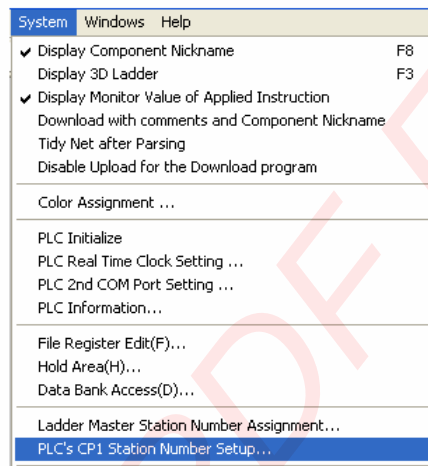 System Windows Help
✓ Display Component Nickname F8
Display 3D Ladder F3
✓ Display Monitor Value of Applied Instruction
Download with comments and Component Nickname
Tidy Net after Parsing
Disable Upload for the Download program
Color Assignment ...
PLC Initialize
PLC Real Time Clock Setting ...
PLC 2nd COM Port Setting ...
PLC Information...
File Register Edit(F)...
Hold Area(H)...
Data Bank Access(D)...
Ladder Master Station Number Assignment...
PLC's CP1 Station Number Setup...